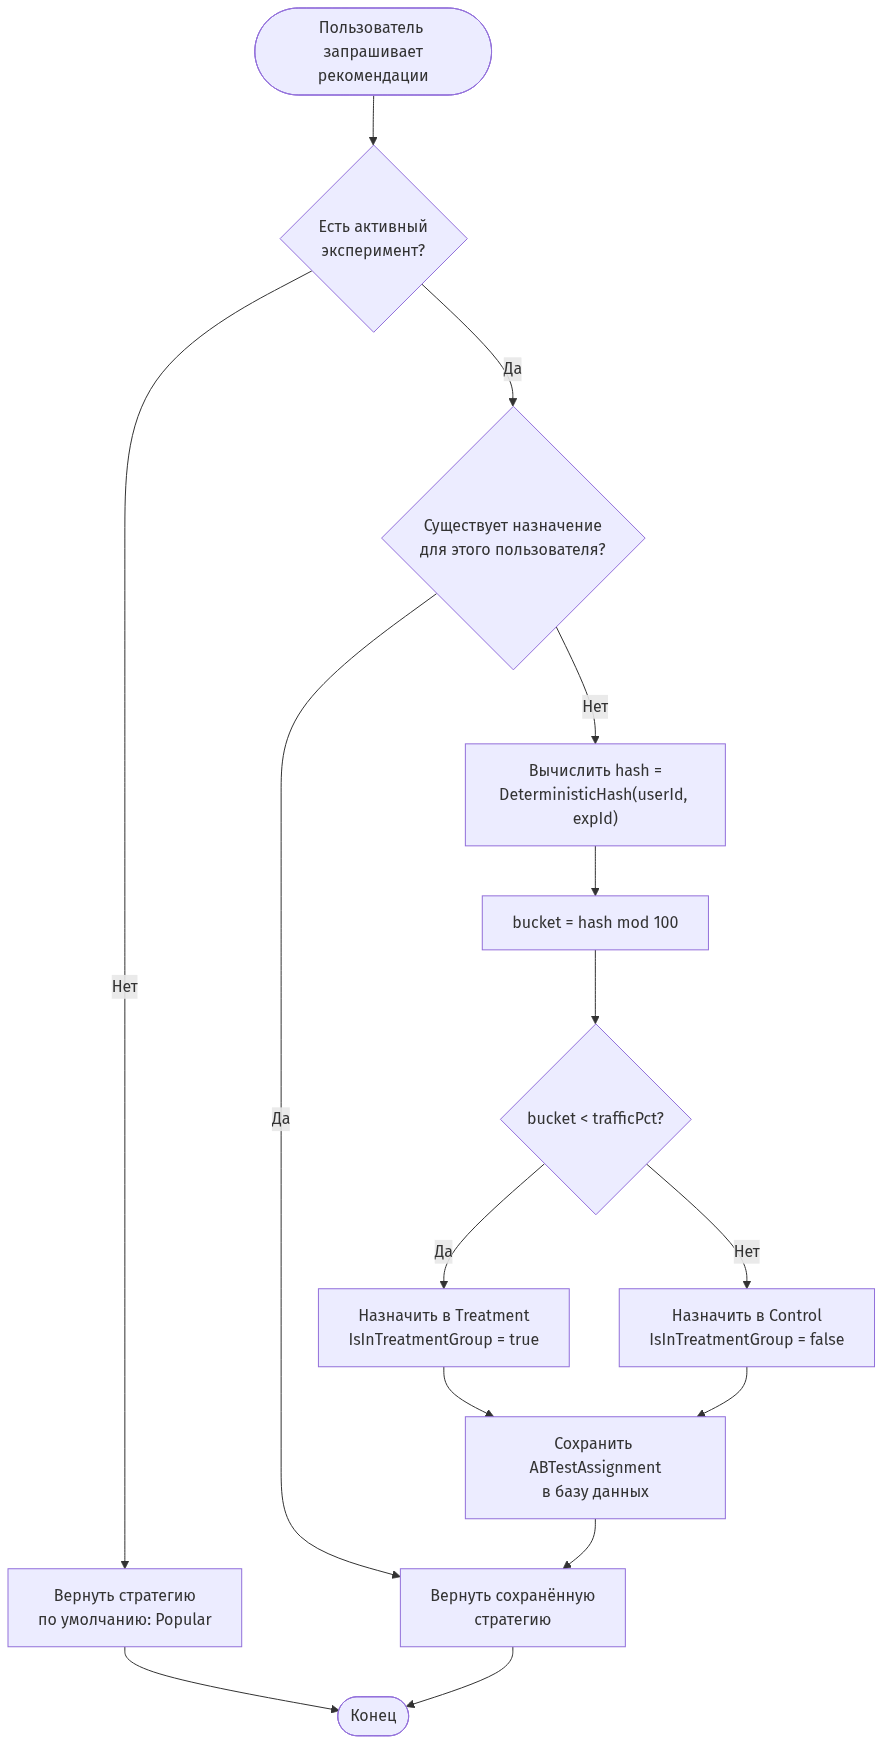 Пользователь
запрашивает
рекомендации
Есть активный
эксперимент?
Да
Существует назначение
для этого пользователя?
Нет
Вычислить hash =
DeterministicHash(userId,
expId)
bucket = hash mod 100
Нет
Да
bucket < trafficPct?
Да
Нет
Назначить в Treatment
IsInTreatmentGroup = true
Назначить в Control
IsInTreatmentGroup = false
Сохранить
ABTestAssignment
в базу данных
Вернуть стратегию
по умолчанию: Popular
Вернуть сохранённую
стратегию
Конец